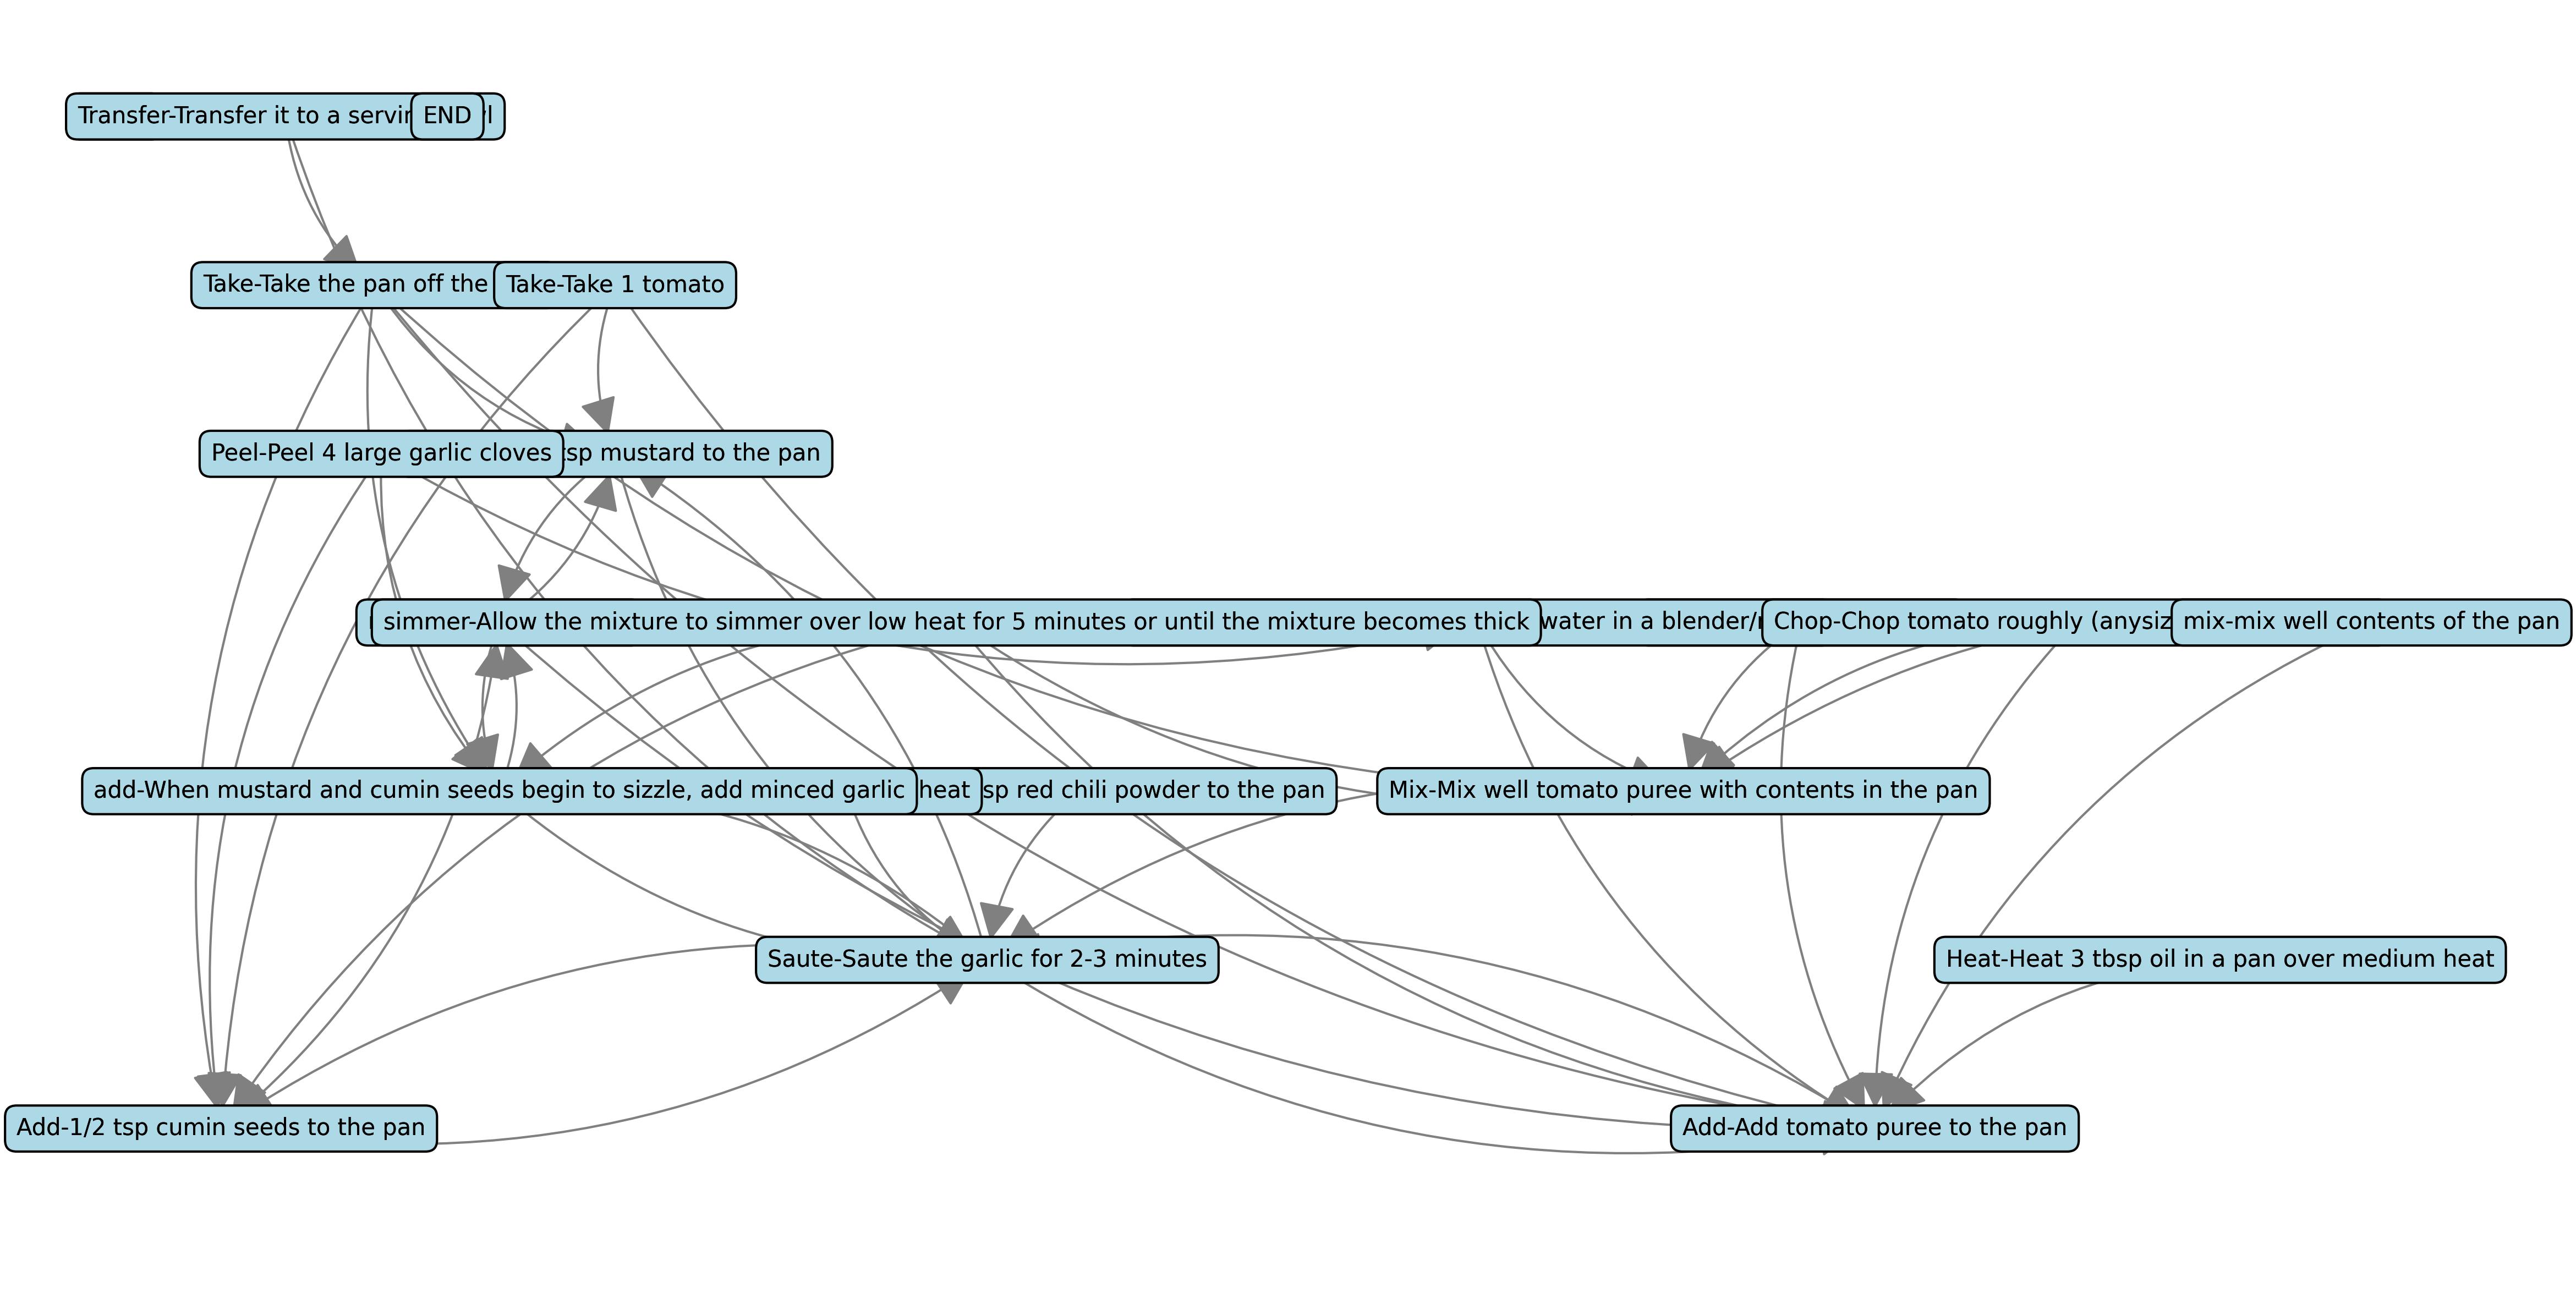 Transfer-Transfer it to a servin
END
l
Take-Take the pan off the
Take-Take 1 tomato
Peel-Peel 4 large garlic cloves
sp mustard to the pan
simmer-Allow the mixture to simmer over low heat for 5 minutes or until the mixture becomes thick
water in a blender/
Chop-Chop tomato roughly (anysiz
mix-mix well contents of the pan
add-When mustard and cumin seeds begin to sizzle, add minced garlic
heat
sp red chili powder to the pan
Mix-Mix well tomato puree with contents in the pan
Saute-Saute the garlic for 2-3 minutes
Heat-Heat 3 tbsp oil in a pan over medium heat
Add-1/2 tsp cumin seeds to the pan
Add-Add tomato puree to the pan